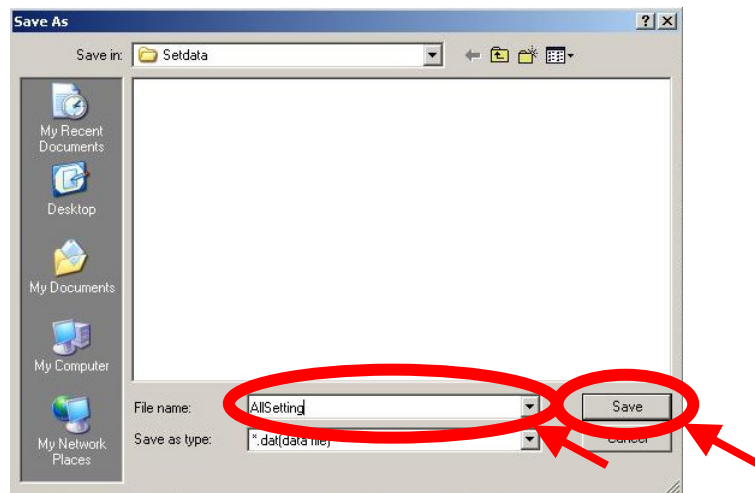 Save As
Save in:
Setdata
My Recent
Documents
Desktop
My Documents
My Computer
My Network
Places
File name:
AllSetting
Save
Save as type:
*.dat(data file)
Cancel